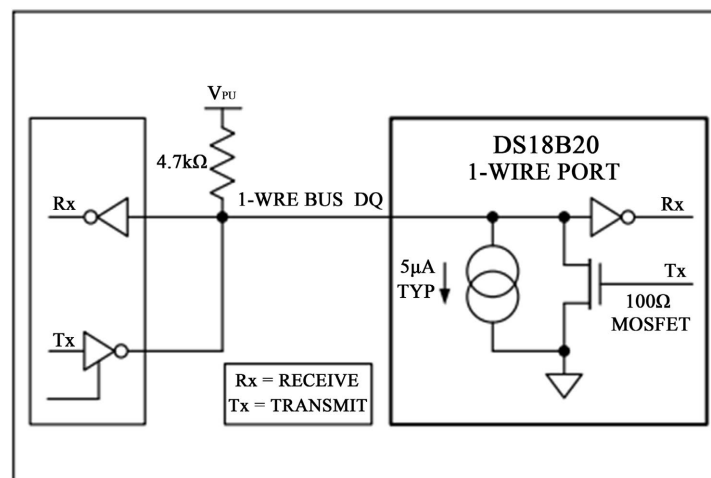 V_PU
4.7kΩ
Rx
1-WRE BUS DQ
Tx
Rx = RECEIVE
Tx = TRANSMIT
DS18B20
1-WIRE PORT
Rx
5µA
TYP
Tx
100Ω
MOSFET